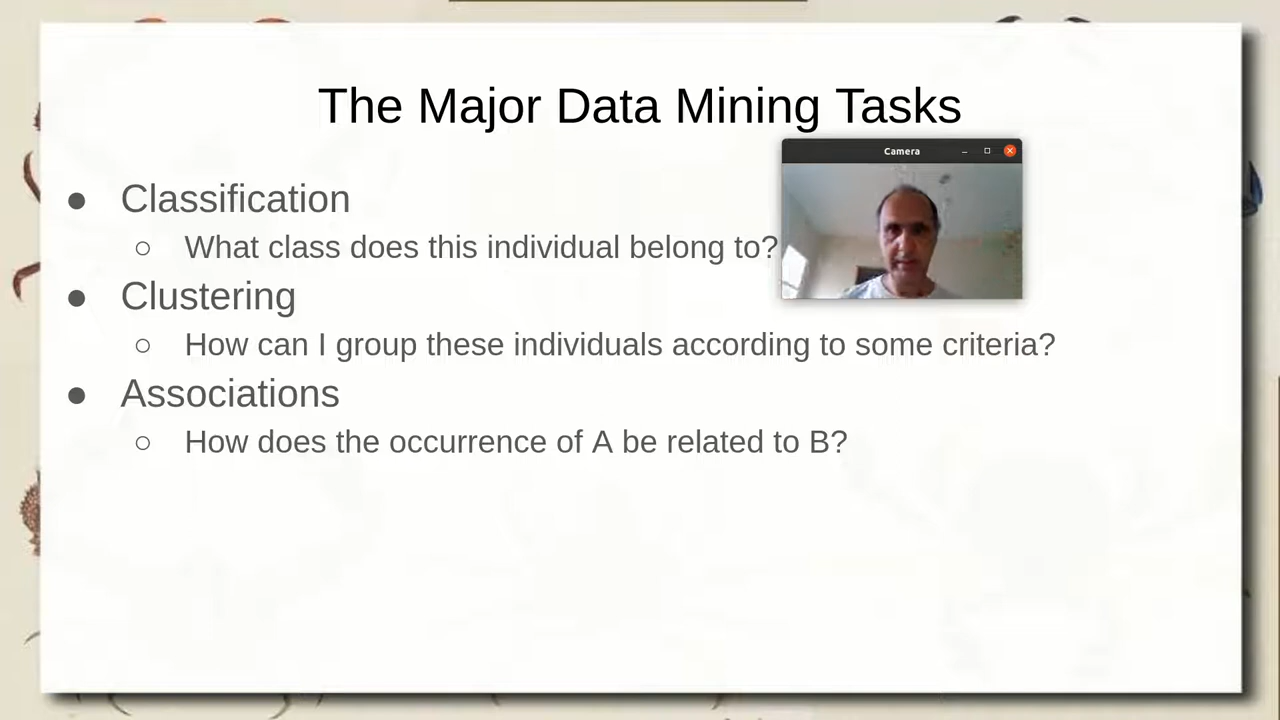 The Major Data Mining Tasks
Camera
● Classification
○ What class does this individual belong to?
● Clustering
○ How can I group these individuals according to some criteria?
● Associations
○ How does the occurrence of A be related to B?